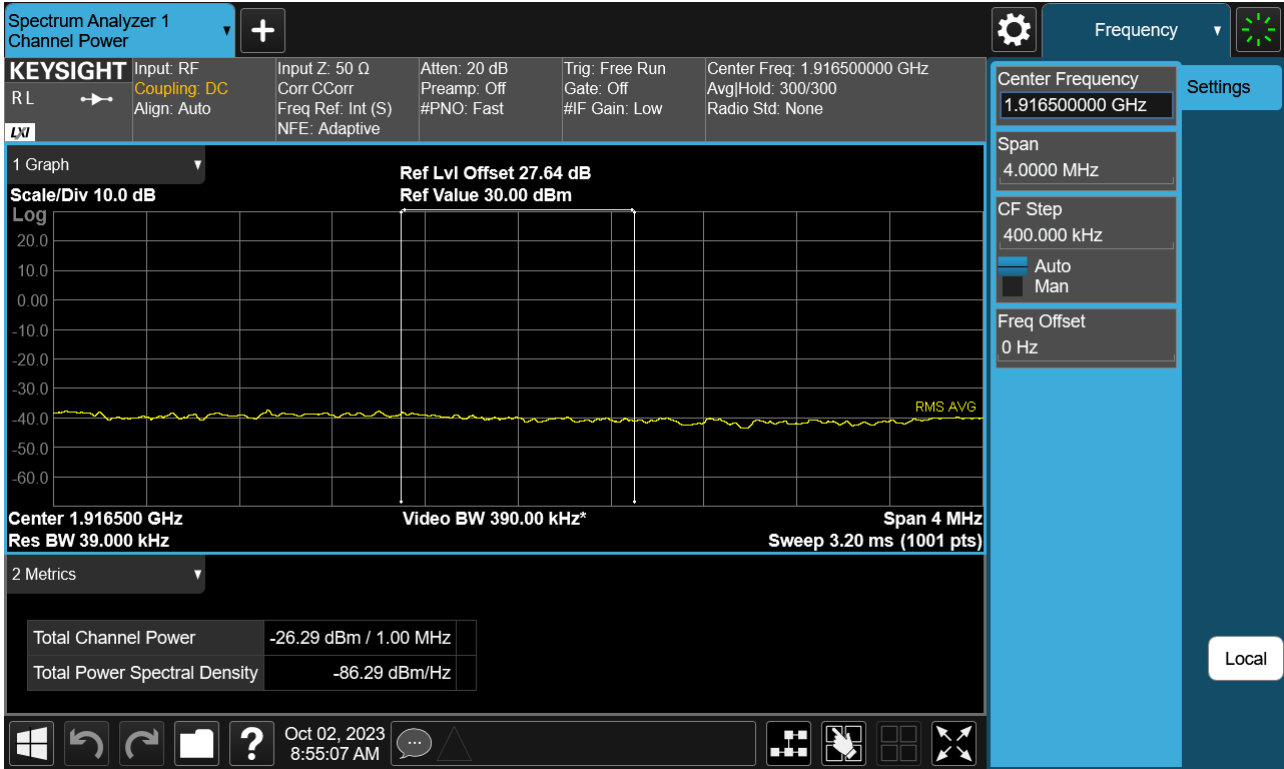 Spectrum Analyzer 1
Channel Power
+
Frequency
KEYSIGHT
R L
LXI
Input: RF
Coupling: DC
Align: Auto
Input Z: 50 Ω
Corr CCorr
Freq Ref: Int (S)
NFE: Adaptive
Atten: 20 dB
Preamp: Off
#PNO: Fast
Trig: Free Run
Gate: Off
#IF Gain: Low
Center Freq: 1.916500000 GHz
Avg|Hold: 300/300
Radio Std: None
Center Frequency
1.916500000 GHz
Settings
Span
4.0000 MHz
CF Step
400.000 kHz
Auto
Man
Freq Offset
0 Hz
1 Graph
Ref Lvl Offset 27.64 dB
Scale/Div 10.0 dB
Ref Value 30.00 dBm
Log
20.0
10.0
0.00
-10.0
-20.0
-30.0
-40.0
-50.0
-60.0
RMS AVG
Center 1.916500 GHz
Video BW 390.00 kHz*
Span 4 MHz
Res BW 39.000 kHz
Sweep 3.20 ms (1001 pts)
2 Metrics
Total Channel Power -26.29 dBm / 1.00 MHz
Total Power Spectral Density -86.29 dBm/Hz
Local
?
Oct 02, 2023
8:55:07 AM